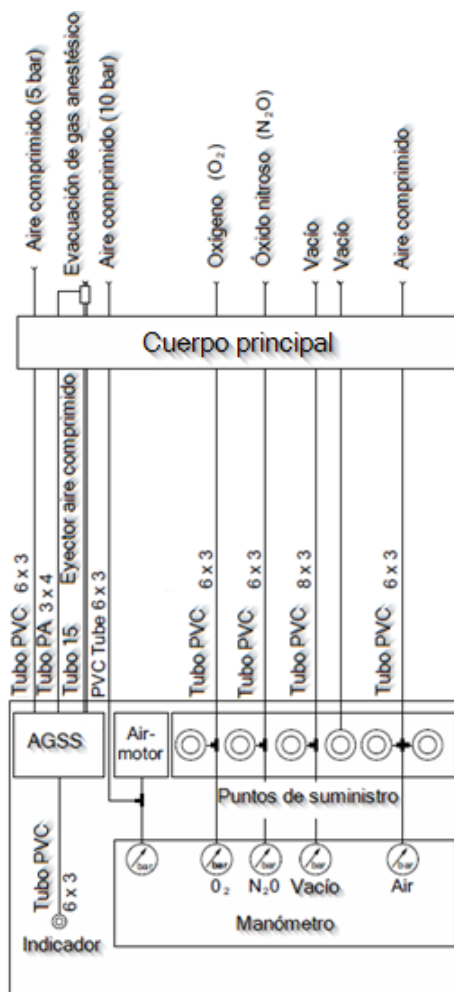 Aire comprimido (5 bar)
Evacuación de gas anestésico
Aire comprimido (10 bar)
Oxígeno (O₂)
Óxido nitroso (N₂O)
Vacío
Vacío
Aire comprimido
Cuerpo principal
Tubo PVC 6 x 3
Tubo PA 3 x 4
Tubo 15 Eyector aire comprimido
PVC Tube 6 x 3
Tubo PVC 6 x 3
Tubo PVC 6 x 3
Tubo PVC 8 x 3
Tubo PVC 6 x 3
AGSS
Air-
motor
Puntos de suministro
Tubo PVC
6 x 3
bar
bar
bar
bar
bar
O₂
N₂O
Vacío
Air
Manómetro
Indicador